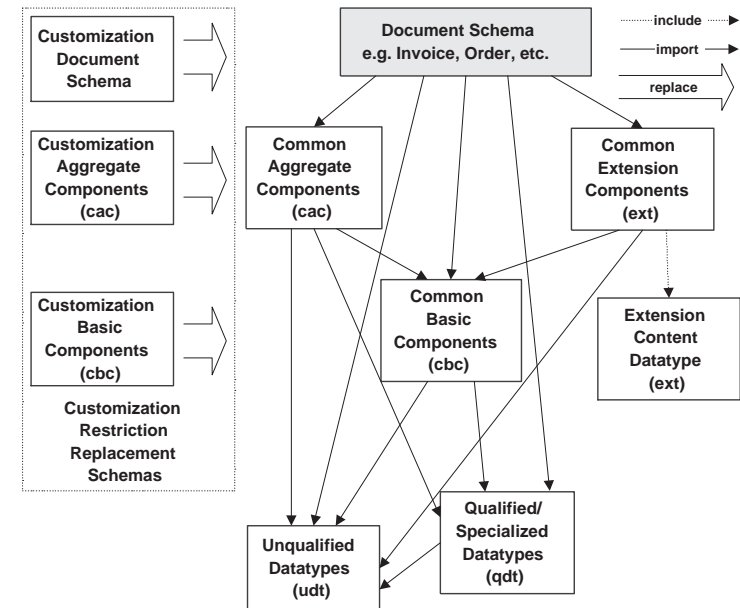 Customization
Document
Schema
Document Schema
e.g. Invoice, Order, etc.
include
import
replace
Customization
Aggregate
Components
(cac)
Common
Aggregate
Components
(cac)
Common
Extension
Components
(ext)
Customization
Basic
Components
(cbc)
Common
Basic
Components
(cbc)
Extension
Content
Datatype
(ext)
Customization
Restriction
Replacement
Schemas
Unqualified
Datatypes
(udt)
Qualified/
Specialized
Datatypes
(qdt)